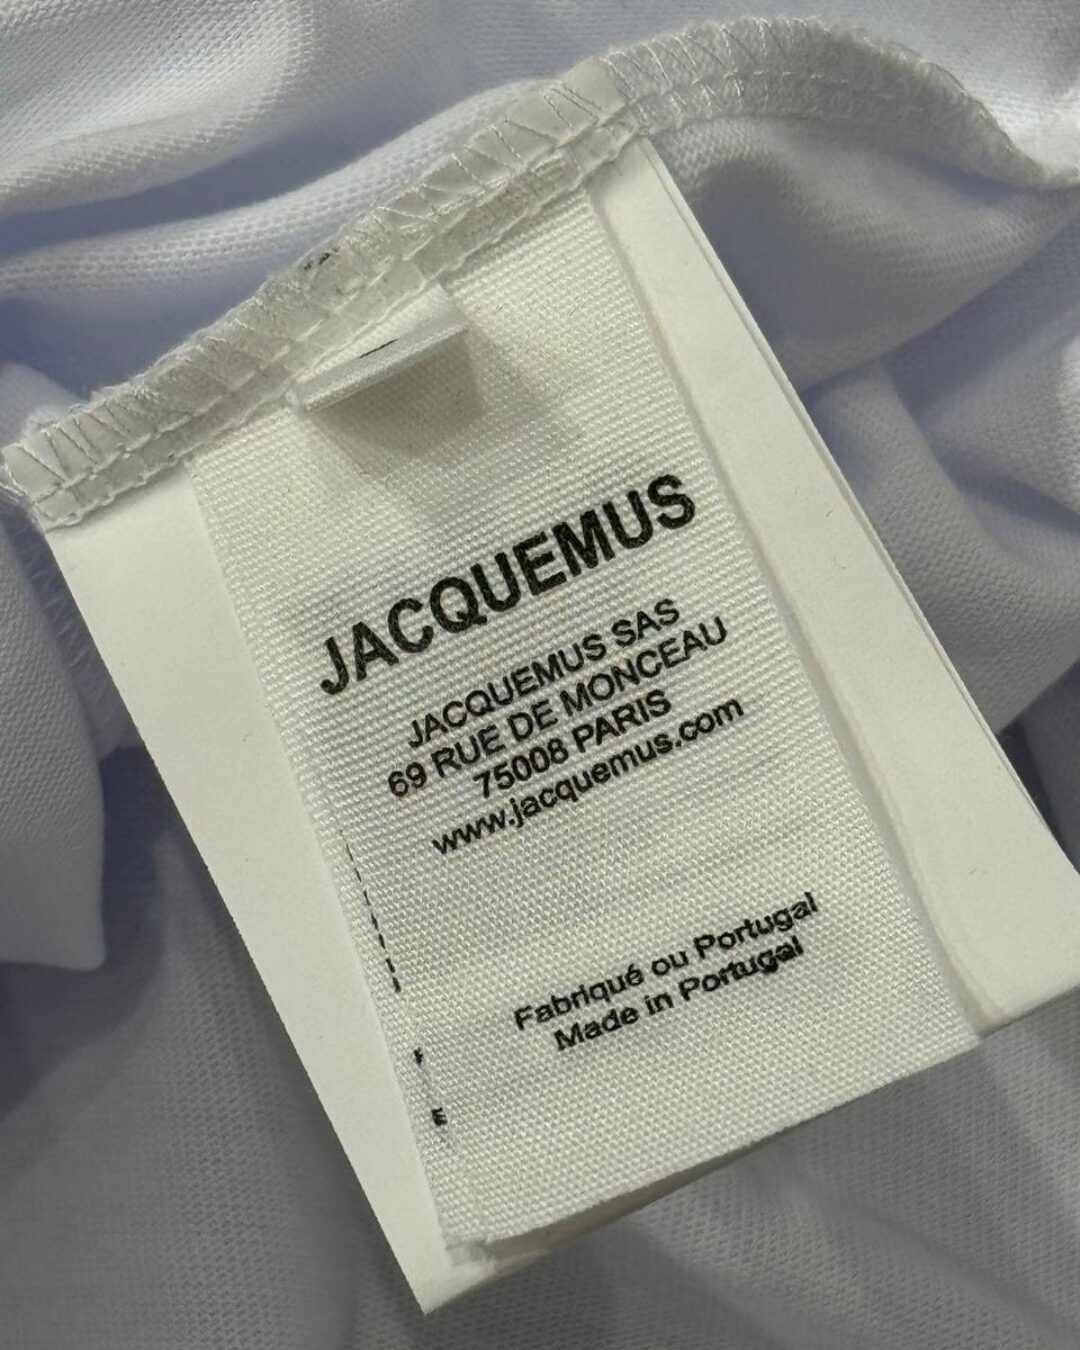 JACQUEMUS
JACQUEMUS SAS
69 RUE DE MONCEAU
75008 PARIS
www.jacquemus.com
Fabriqué ou Portugal
Made in Portugal